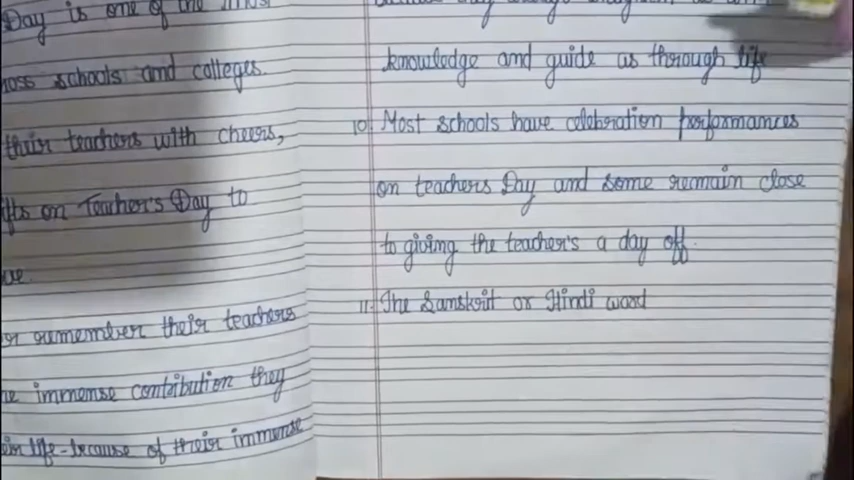 Day is one of the most
schools and colleges.
their teachers with cheers,
on Teacher's Day to
remember their teachers
immense contribution they
life-because of their immense
knowledge and guide us through life
10. Most schools have celebration performances
on teachers Day and some remain close
to giving the teacher's a day off.
11. The Sanskrit or Hindi word